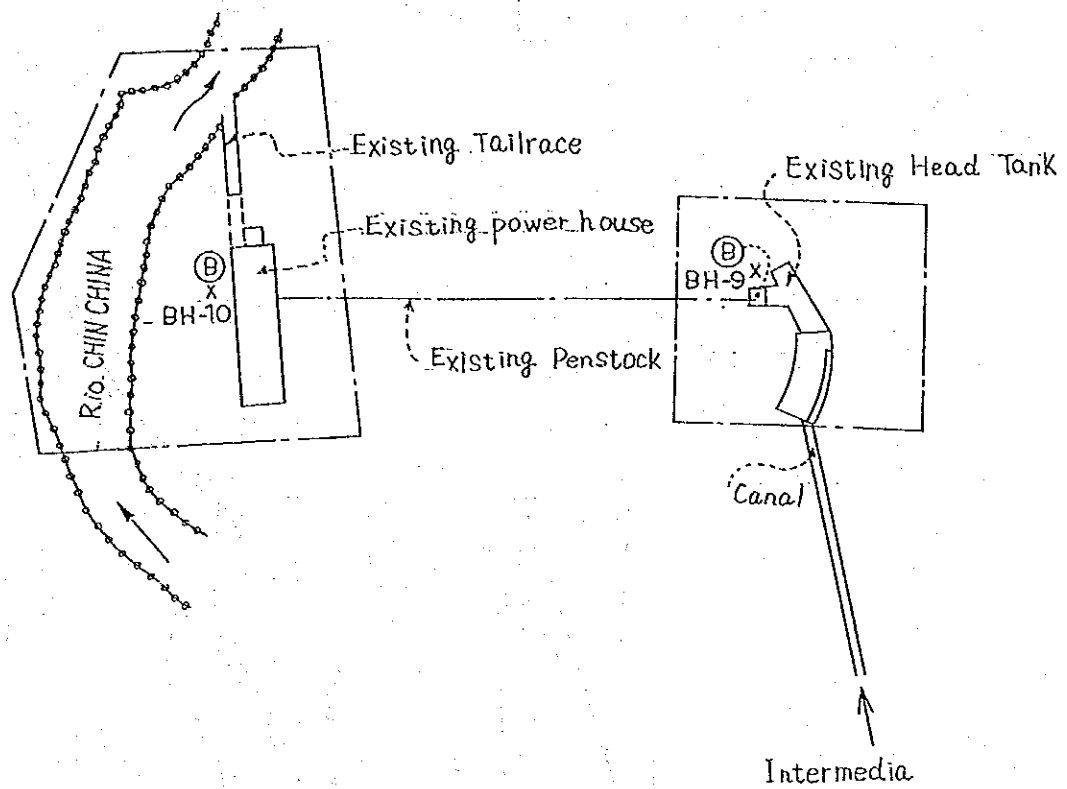 Existing Tailrace
Existing Head Tank
Existing power house
B
BH-10
B
BH-9
Rio. CHIN CHINA
Existing Penstock
Canal
Intermedia